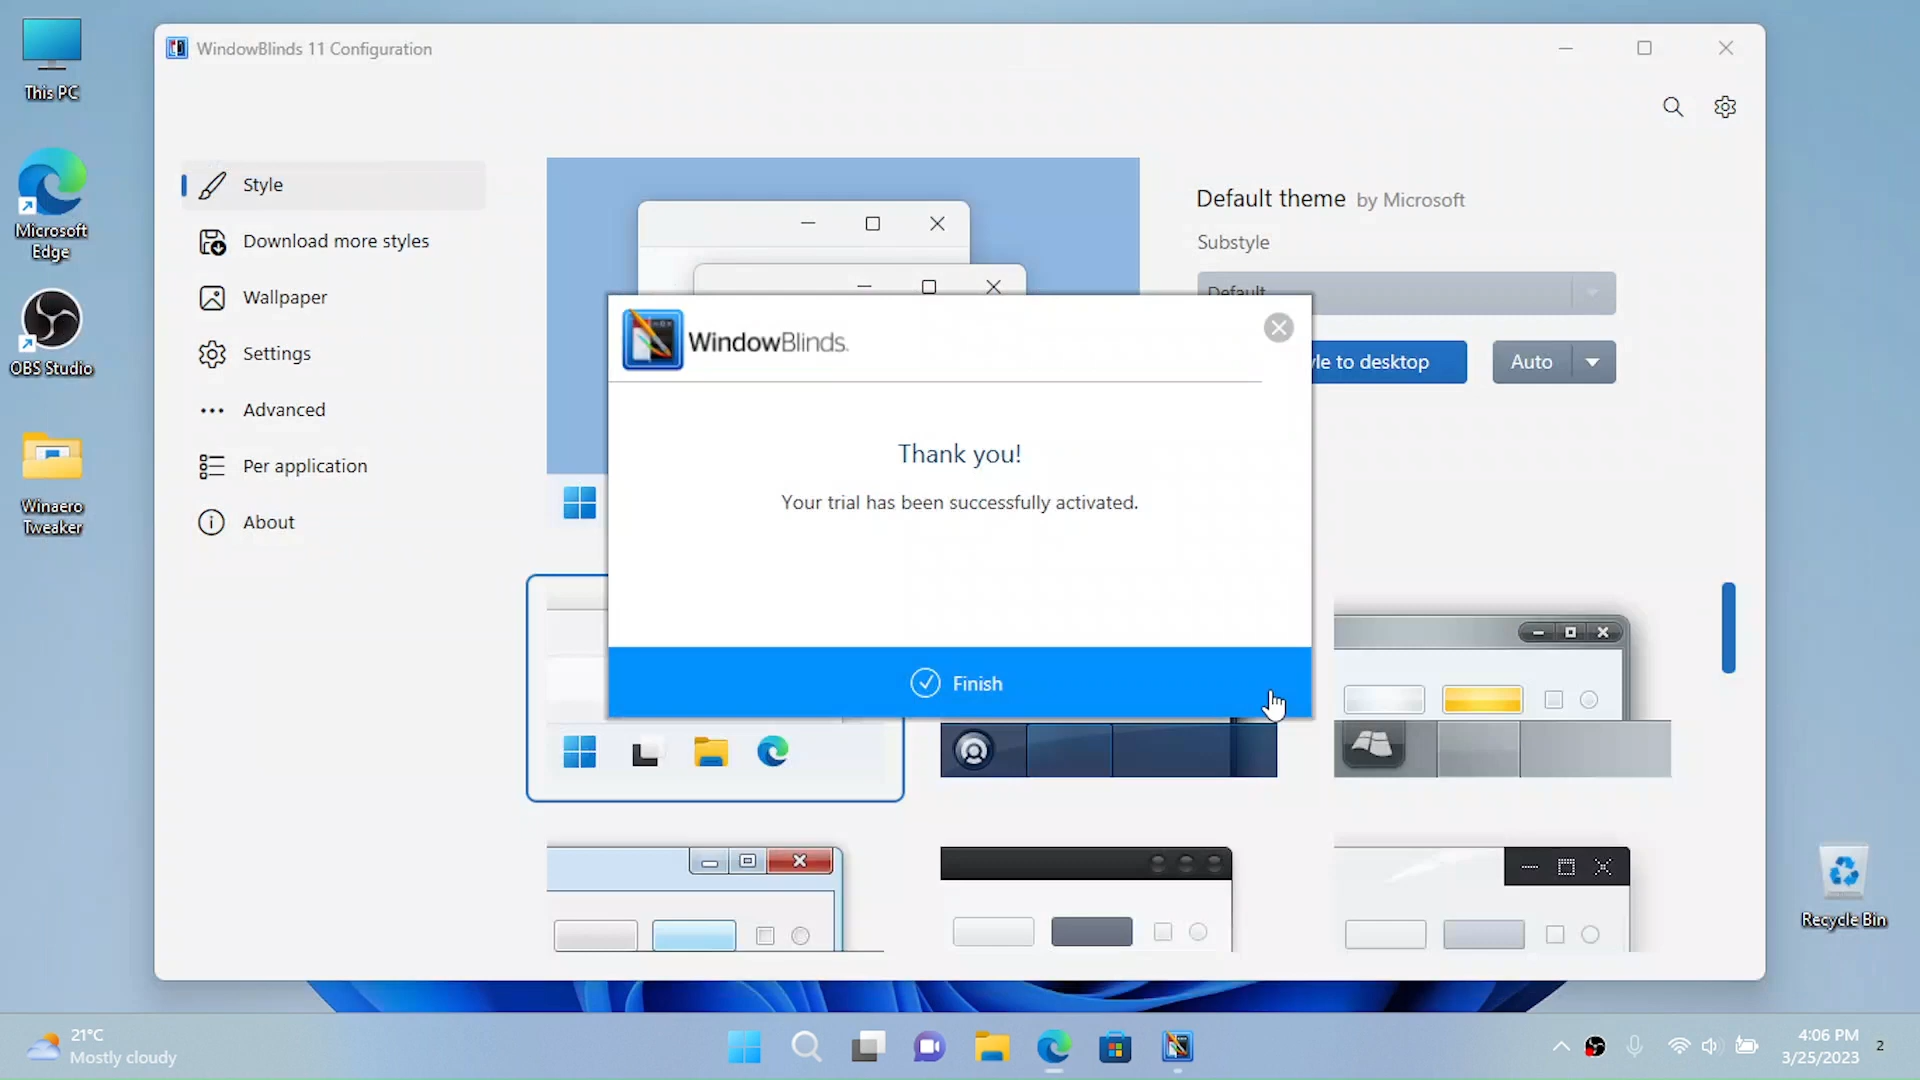 This PC
Microsoft
Edge
OBS Studio
Winaero
Tweaker
WindowBlinds 11 Configuration
Style
Download more styles
Wallpaper
Settings
Advanced
Per application
About
Default theme by Microsoft
Substyle
Default
le to desktop
Auto
WindowBlinds.
Thank you!
Your trial has been successfully activated.
Finish
Recycle Bin
21°C
Mostly cloudy
4:06 PM
3/25/2023
2